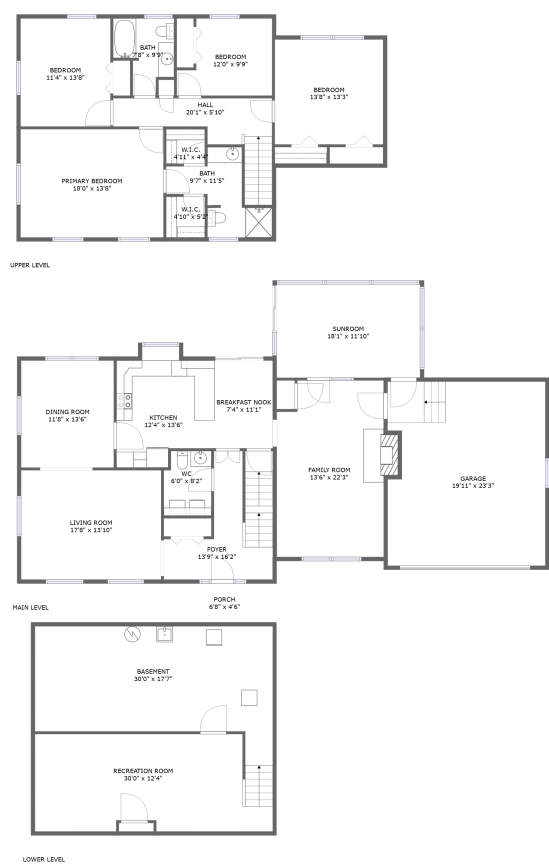 BATH
7'8" x 9'9"
BEDROOM
12'0" x 9'9"
BEDROOM
11'4" x 13'8"
BEDROOM
13'8" x 13'3"
HALL
20'1" x 5'10"
W.I.C.
4'11" x 4'4"
BATH
9'7" x 11'5"
PRIMARY BEDROOM
18'0" x 13'8"
W.I.C.
4'10" x 5'2"
UPPER LEVEL
SUNROOM
18'1" x 11'10"
BREAKFAST NOOK
7'4" x 11'1"
DINING ROOM
11'8" x 13'6"
KITCHEN
12'4" x 13'6"
WC
6'0" x 8'2"
FAMILY ROOM
13'6" x 22'3"
GARAGE
19'11" x 23'3"
LIVING ROOM
17'8" x 13'10"
FOYER
13'9" x 16'2"
PORCH
6'8" x 4'6"
MAIN LEVEL
BASEMENT
30'0" x 17'7"
RECREATION ROOM
30'0" x 12'4"
LOWER LEVEL